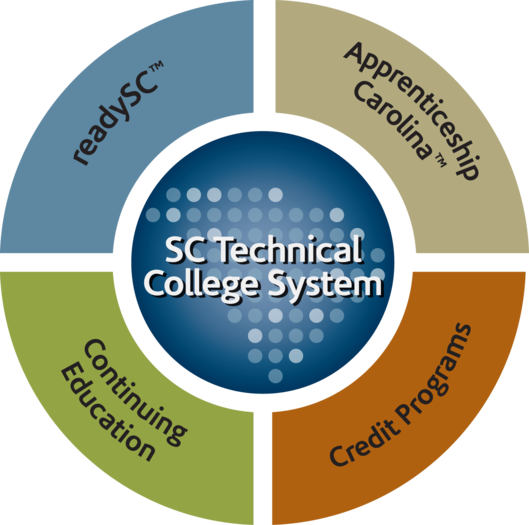 readySC™
Apprenticeship
Carolina™
SC Technical
College System
Continuing
Education
Credit Programs